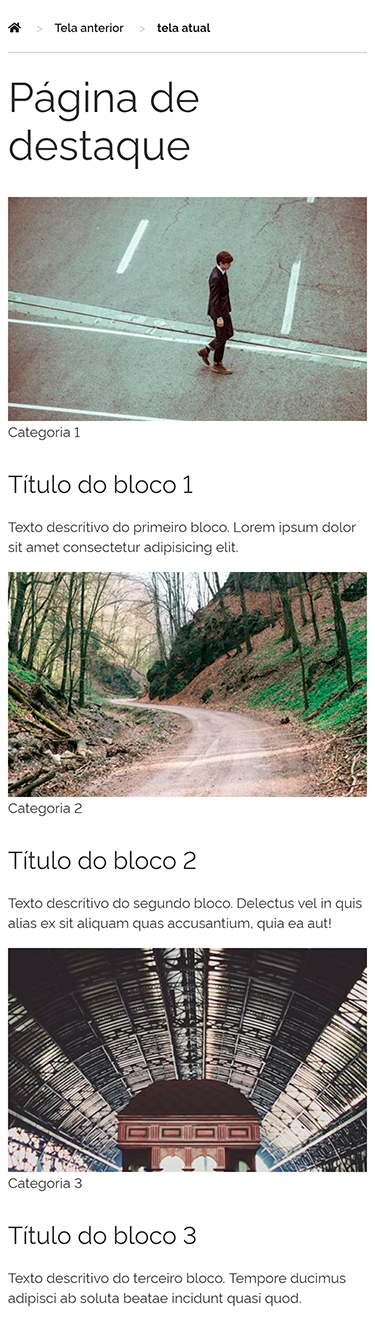 > Tela anterior > tela atual
Página de
destaque
Categoria 1
Título do bloco 1
Texto descritivo do primeiro bloco. Lorem ipsum dolor
sit amet consectetur adipisicing elit.
Categoria 2
Título do bloco 2
Texto descritivo do segundo bloco. Delectus vel in quis
alias ex sit aliquam quas accusantium, quia ea aut!
Categoria 3
Título do bloco 3
Texto descritivo do terceiro bloco. Tempore ducimus
adipisci ab soluta beatae incidunt quasi quod.